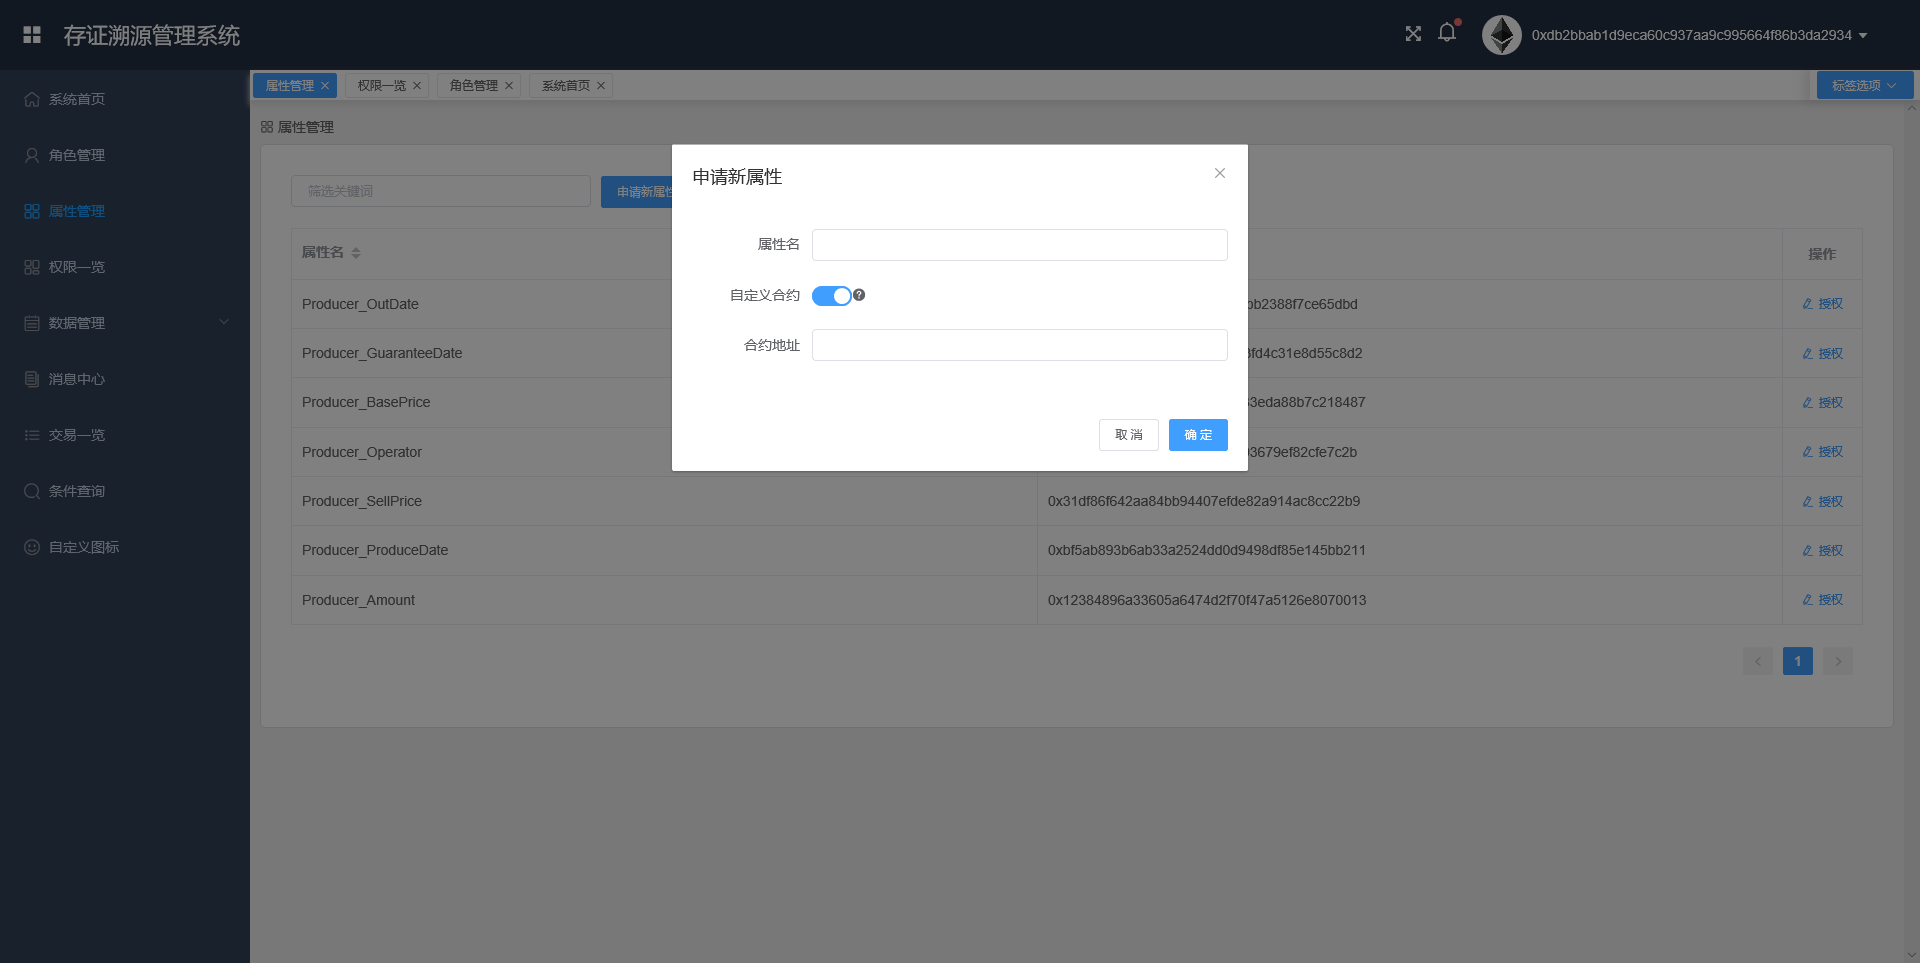 存证溯源管理系统
0xdb2bbab1d9eca60c937aa9c995664f86b3da2934
系统首页
角色管理
属性管理
权限一览
数据管理
消息中心
交易一览
条件查询
自定义图标
属性管理 权限一览 角色管理 系统首页 标签选项
属性管理
筛选关键词 申请新属性
属性名 操作
Producer_OutDate bb2388f7ce65dbd 授权
Producer_GuaranteeDate 3fd4c31e8d55c8d2 授权
Producer_BasePrice 3eda88b7c218487 授权
Producer_Operator 3679ef82cfe7c2b 授权
Producer_SellPrice 0x31df86f642aa84bb94407efde82a914ac8cc22b9 授权
Producer_ProduceDate 0xbf5ab893b6ab33a2524dd0d9498df85e145bb211 授权
Producer_Amount 0x12384896a33605a6474d2f70f47a5126e8070013 授权
1
申请新属性
属性名
自定义合约
合约地址
取消 确定